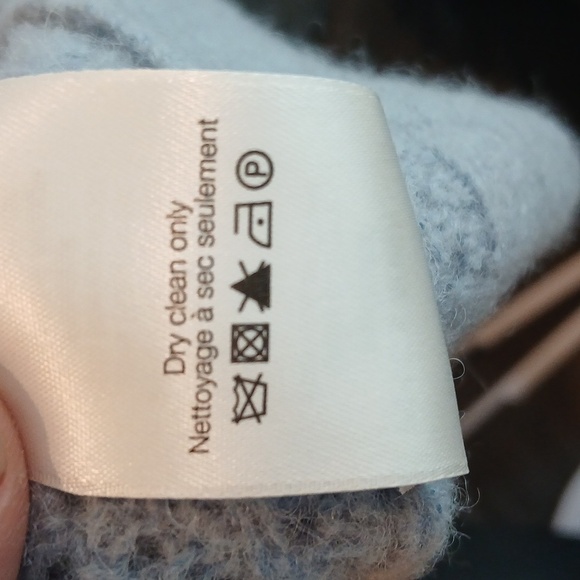 Dry clean only
Nettoyage à sec seulement
P